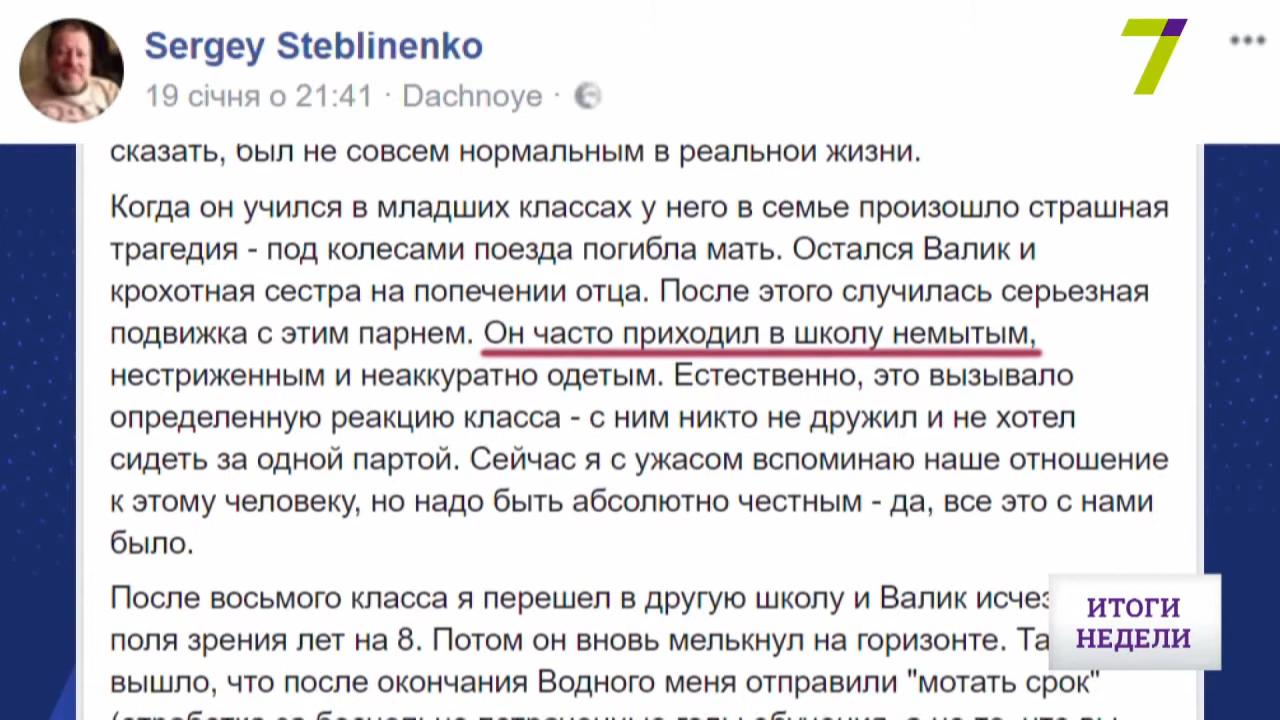 Sergey Steblinenko
19 січня о 21:41 · Dachnoye ·
7
сказать, был не совсем нормальным в реальной жизни.
Когда он учился в младших классах у него в семье произошло страшная
трагедия - под колесами поезда погибла мать. Остался Валик и
крохотная сестра на попечении отца. После этого случилась серьезная
подвижка с этим парнем. Он часто приходил в школу немытым,
нестриженным и неаккуратно одетым. Естественно, это вызывало
определенную реакцию класса - с ним никто не дружил и не хотел
сидеть за одной партой. Сейчас я с ужасом вспоминаю наше отношение
к этому человеку, но надо быть абсолютно честным - да, все это с нами
было.
После восьмого класса я перешел в другую школу и Валик
поля зрения лет на 8. Потом он вновь мелькнул на горизонте.
вышло, что после окончания Водного меня отправили "мотать срок"
ИТОГИ
НЕДЕЛИ